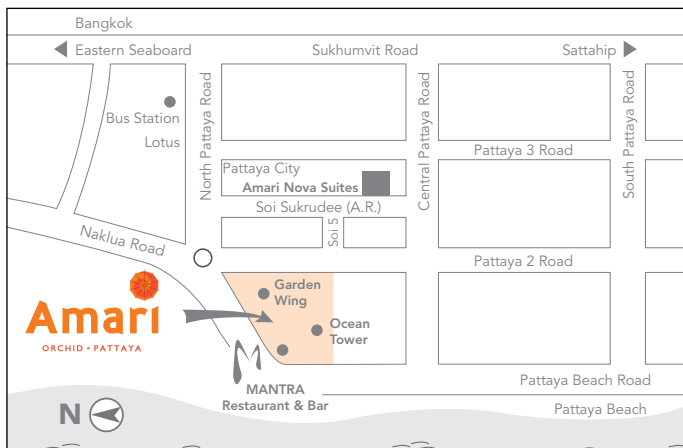 Bangkok
Eastern Seaboard
Sukhumvit Road
Sattahip
Bus Station
Lotus
North Pattaya Road
Central Pattaya Road
South Pattaya Road
Pattaya 3 Road
Pattaya City
Amari Nova Suites
Soi Sukrudee (A.R.)
Soi 5
Naklua Road
Pattaya 2 Road
Garden
Wing
Amari
ORCHID • PATTAYA
Ocean
Tower
M
MANTRA
Restaurant & Bar
Pattaya Beach Road
Pattaya Beach
N